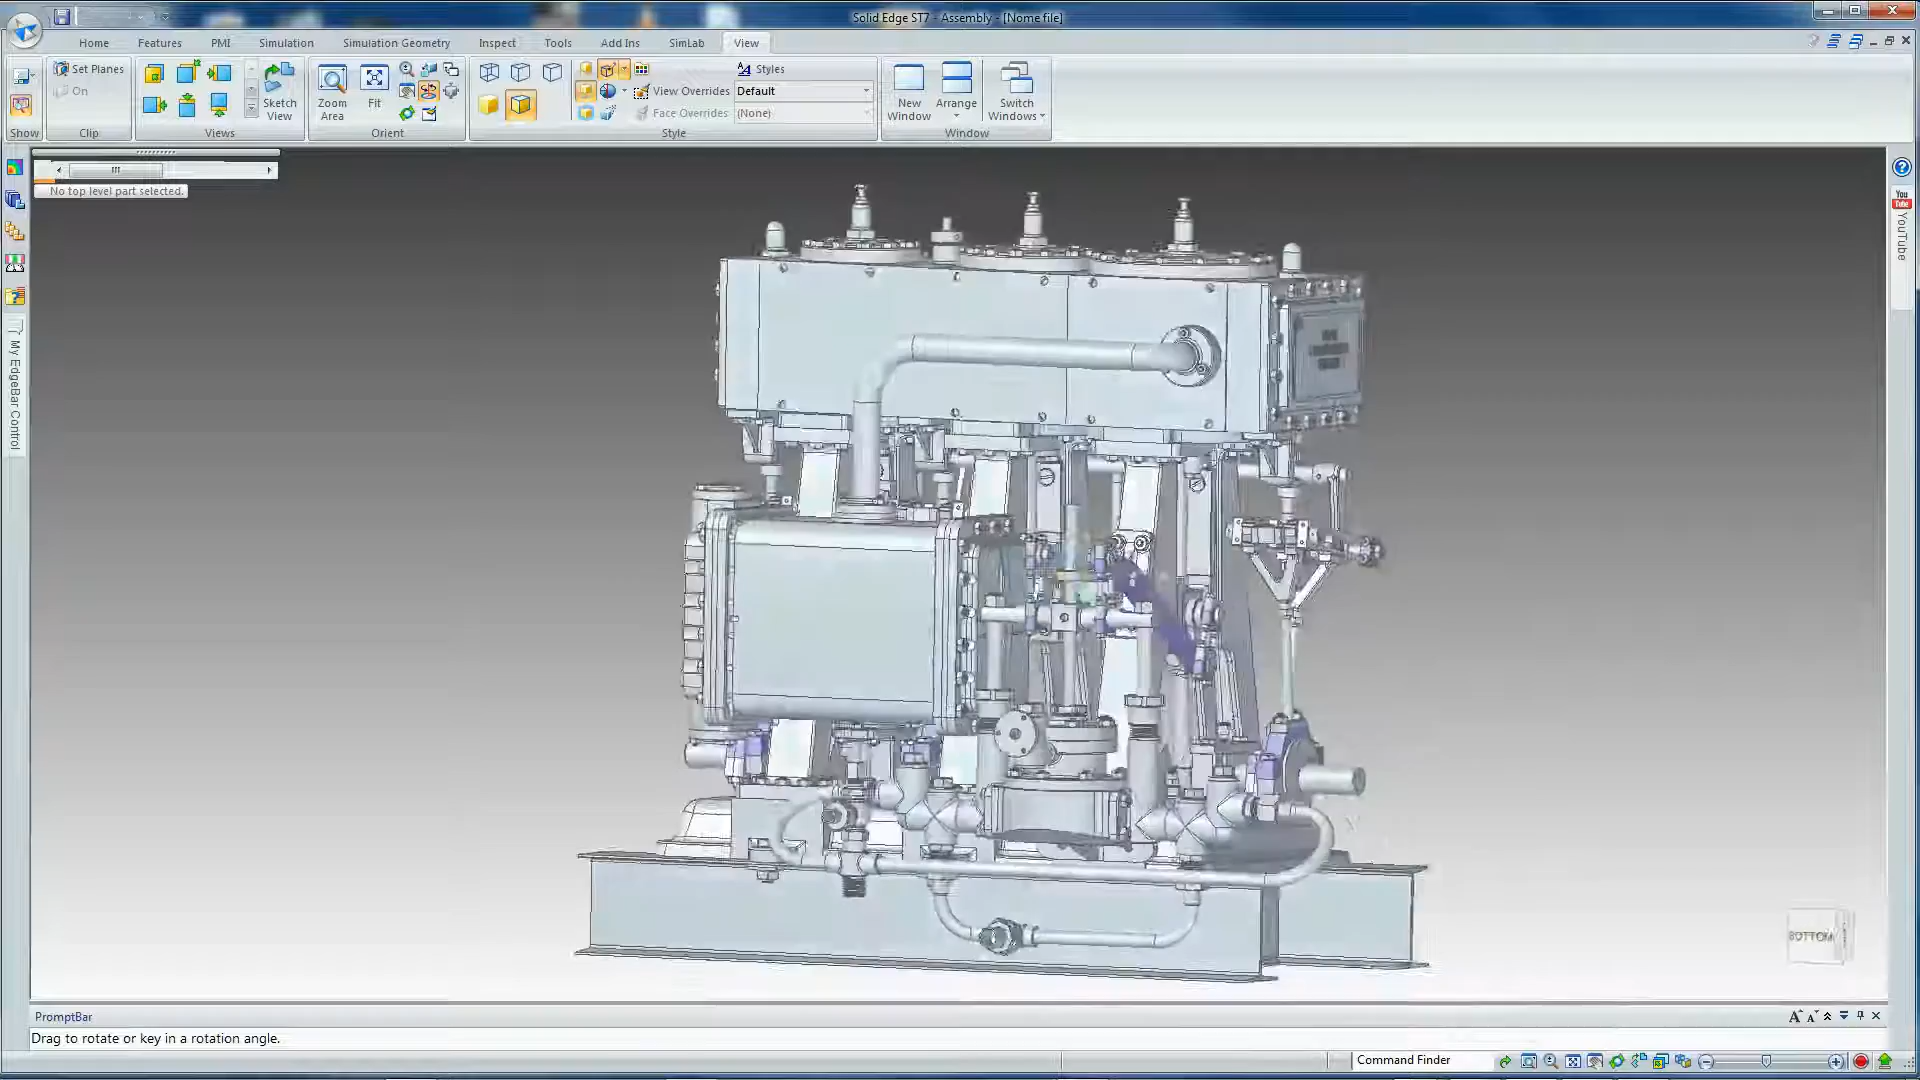 Solid Edge ST7 - Assembly - [Nome file]
Home
Features
PMI
Simulation
Simulation Geometry
Inspect
Tools
Add Ins
SimLab
View
Set Planes
On
Show
Clip
Sketch View
Views
Zoom Area
Fit
Orient
Styles
View Overrides
Default
Face Overrides:
(None)
Style
New Window
Arrange
Switch Windows
Window
No top level part selected.
My EdgeBar Control
You Tube
YouTube
BOTTOM
PromptBar
Drag to rotate or key in a rotation angle.
Command Finder